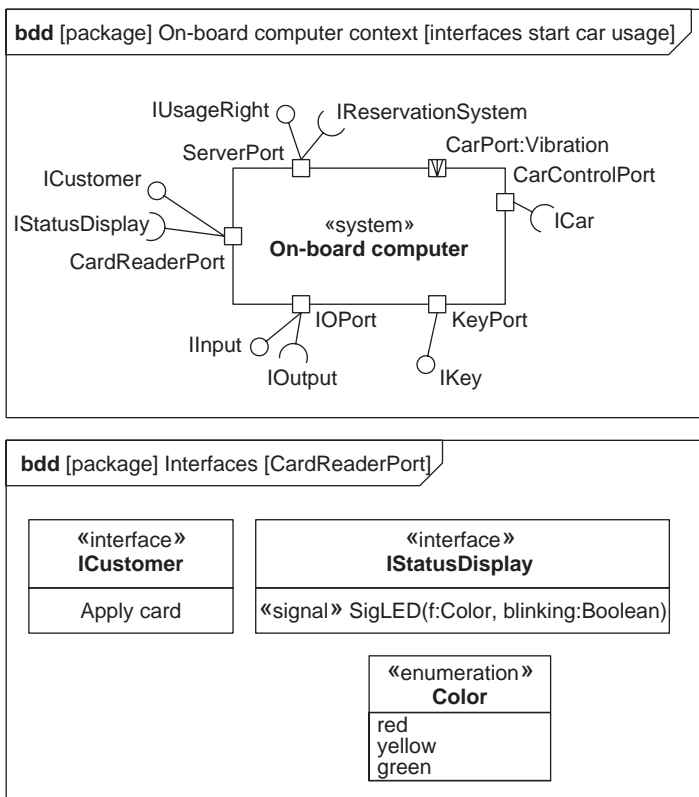 bdd [package] On-board computer context [interfaces start car usage]
IUsageRight
IReservationSystem
ServerPort
CarPort:Vibration
ICustomer
CarControlPort
IStatusDisplay
«system»
ICar
On-board computer
CardReaderPort
IOPort
KeyPort
IInput
IOutput
IKey
bdd [package] Interfaces [CardReaderPort]
«interface»
ICustomer
Apply card
«interface»
IStatusDisplay
«signal» SigLED(f:Color, blinking:Boolean)
«enumeration»
Color
red
yellow
green